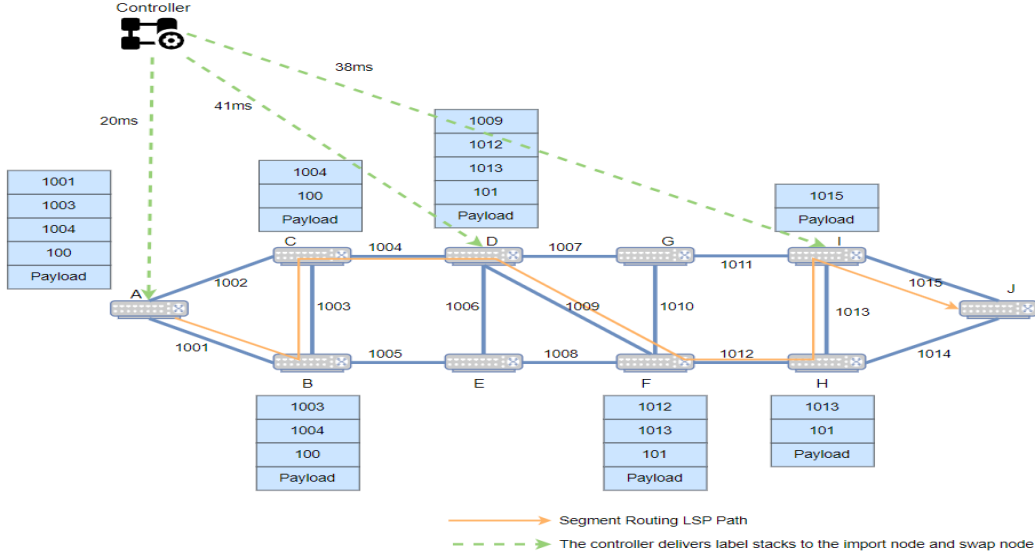 Controller
38ms
41ms
20ms
1009
1012
1013
101
Payload
1001
1003
1004
100
Payload
1004
100
Payload
1015
Payload
C
1004
D
1007
G
1011
I
A
1002
1003
1006
1009
1010
1013
1015
J
1001
1005
1008
1012
1014
B
E
F
H
1003
1004
100
Payload
1012
1013
101
Payload
1013
101
Payload
Segment Routing LSP Path
The controller delivers label stacks to the import node and swap node